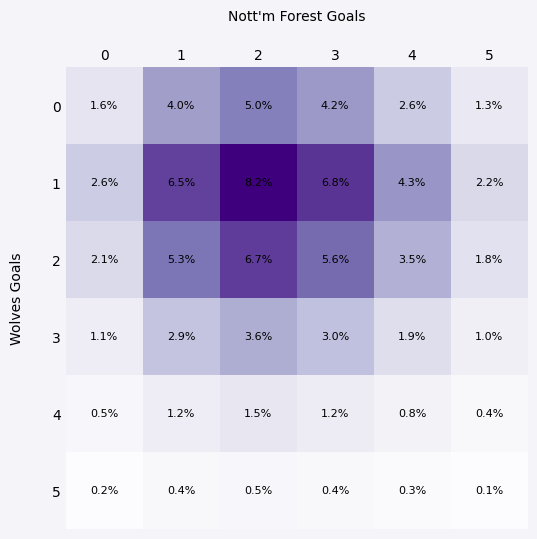 Nott'm Forest Goals
0 1 2 3 4 5
0 1.6% 4.0% 5.0% 4.2% 2.6% 1.3%
1 2.6% 6.5% 8.2% 6.8% 4.3% 2.2%
2 2.1% 5.3% 6.7% 5.6% 3.5% 1.8%
Wolves Goals
3 1.1% 2.9% 3.6% 3.0% 1.9% 1.0%
4 0.5% 1.2% 1.5% 1.2% 0.8% 0.4%
5 0.2% 0.4% 0.5% 0.4% 0.3% 0.1%